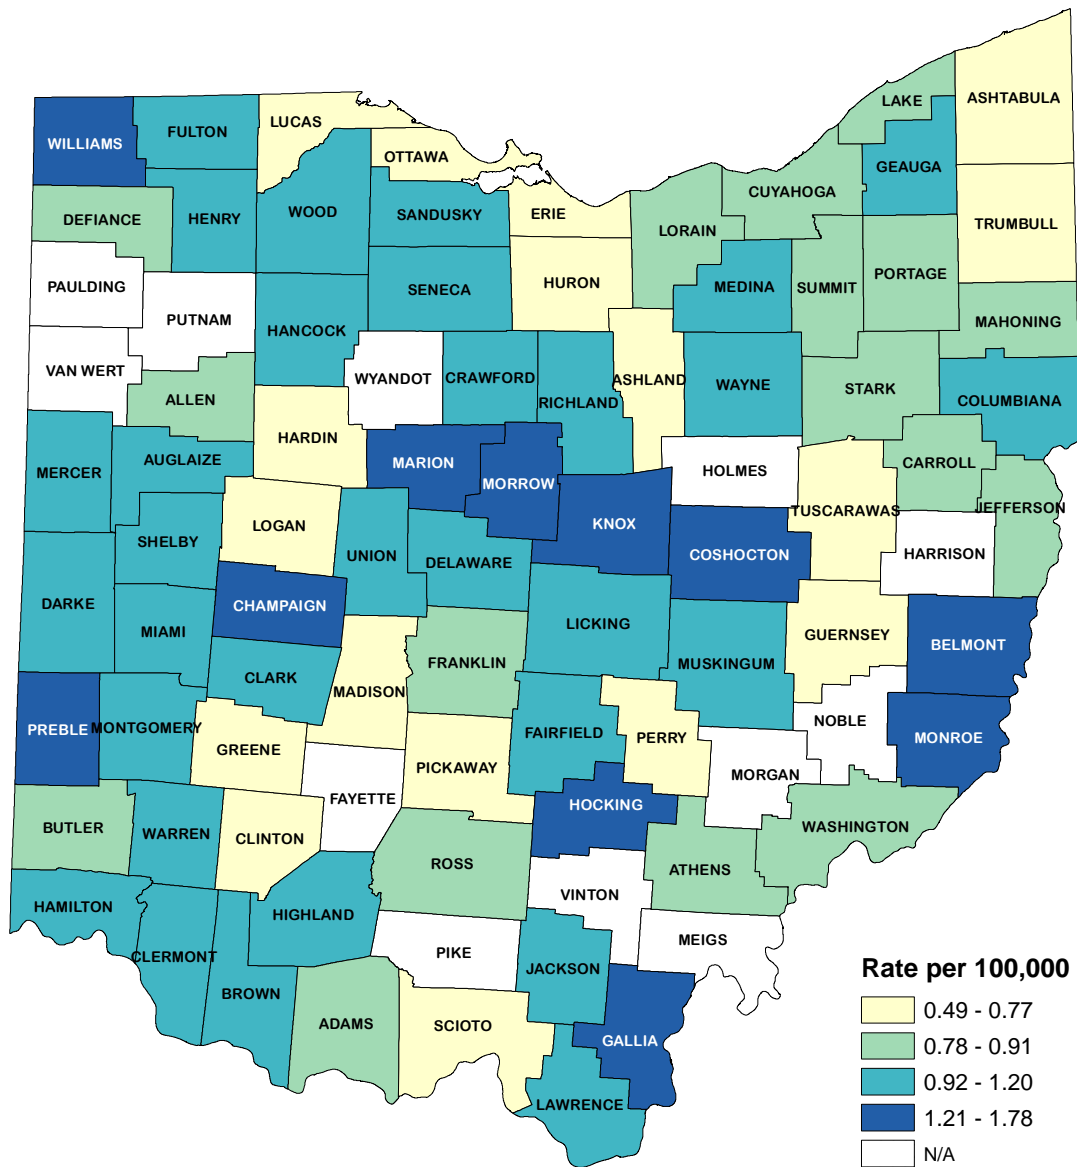 ASHTABULA
LAKE
LUCAS
FULTON
WILLIAMS
OTTAWA
GEAUGA
CUYAHOGA
ERIE
WOOD
SANDUSKY
DEFIANCE
HENRY
TRUMBULL
LORAIN
PORTAGE
HURON
PAULDING
SENECA
MEDINA
SUMMIT
PUTNAM
MAHONING
HANCOCK
VAN WERT
WYANDOT
CRAWFORD
ASHLAND
WAYNE
STARK
ALLEN
RICHLAND
COLUMBIANA
HARDIN
AUGLAIZE
MARION
CARROLL
MERCER
HOLMES
MORROW
JEFFERSON
TUSCARAWAS
LOGAN
KNOX
SHELBY
UNION
COSHOCTON
HARRISON
DELAWARE
DARKE
CHAMPAIGN
LICKING
MIAMI
GUERNSEY
BELMONT
FRANKLIN
MUSKINGUM
CLARK
MADISON
NOBLE
PREBLE
MONTGOMERY
FAIRFIELD
PERRY
MONROE
GREENE
PICKAWAY
MORGAN
FAYETTE
HOCKING
BUTLER
WARREN
CLINTON
WASHINGTON
ROSS
ATHENS
VINTON
HAMILTON
HIGHLAND
MEIGS
CLERMONT
PIKE
JACKSON
BROWN
ADAMS
SCIOTO
GALLIA
LAWRENCE
Rate per 100,000
0.49 - 0.77
0.78 - 0.91
0.92 - 1.20
1.21 - 1.78
N/A